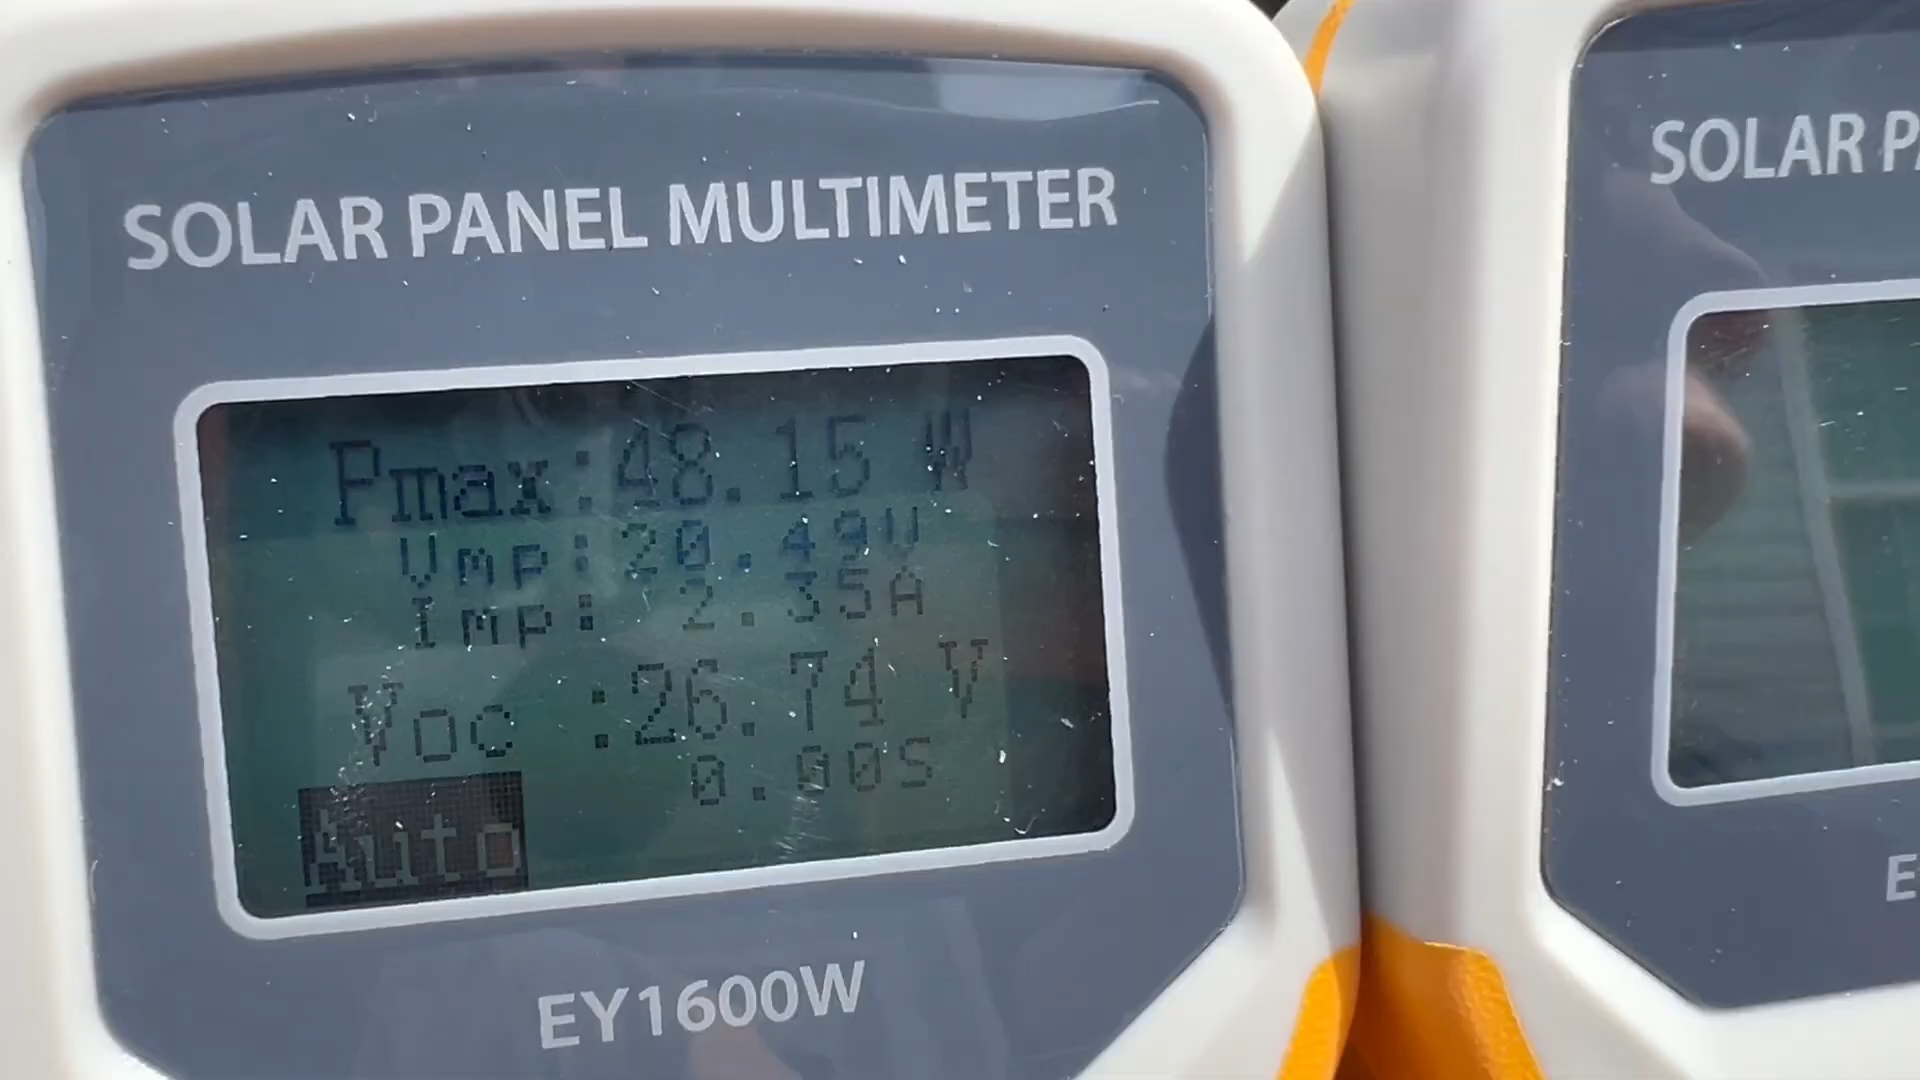 SOLAR PANEL MULTIMETER
Pmax:48.15 W
Vmp:20.49V
Imp: 2.35A
Voc :26.74 V
0.00S
Auto
EY1600W
SOLAR